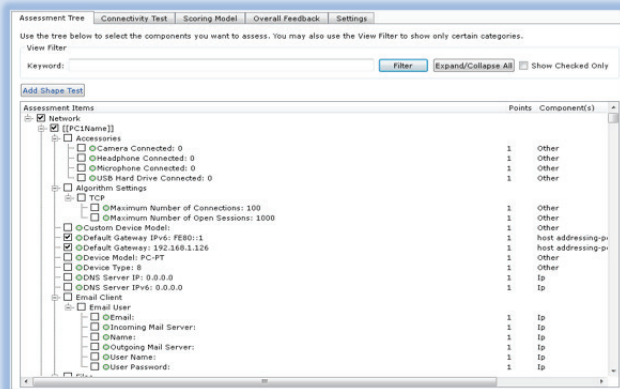 Assessment Tree Connectivity Test Scoring Model Overall Feedback Settings
Use the tree below to select the components you want to assess. You may also use the View Filter to show only certain categories.
View Filter
Keyword: Filter Expand/Collapse All Show Checked Only
Add Shape Test
Assessment Items Points Component(s)
Network
[[PC1Name]]
Accessories
Camera Connected: 0 1 Other
Headphone Connected: 0 1 Other
Microphone Connected: 0 1 Other
USB Hard Drive Connected: 0 1 Other
Algorithm Settings
TCP
Maximum Number of Connections: 100 1 Other
Maximum Number of Open Sessions: 1000 1 Other
Custom Device Model: 1 Other
Default Gateway IPv6: FE80::1 1 host addressing-p
Default Gateway: 192.168.1.126 1 host addressing-p
Device Model: PC-PT 1 Other
Device Type: 8 1 Other
DNS Server IP: 0.0.0.0 1 Ip
DNS Server IPv6: 0.0.0.0 1 Ip
Email Client
Email User
Email: 1 Ip
Incoming Mail Server: 1 Ip
Name: 1 Ip
Outgoing Mail Server: 1 Ip
User Name: 1 Ip
User Password: 1 Ip